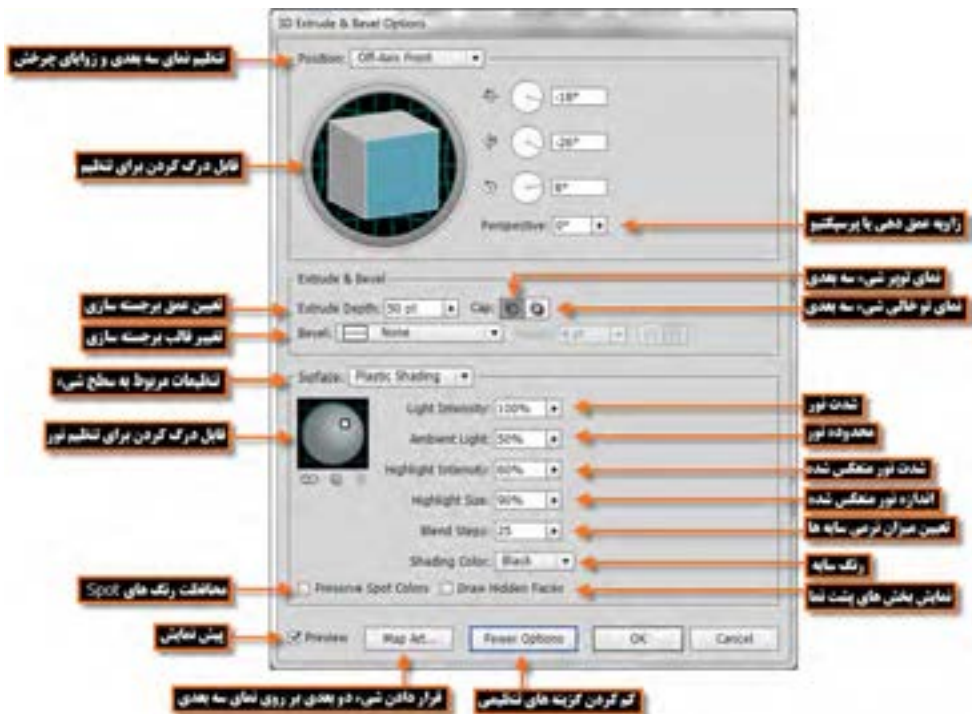 3D Extrude & Bevel Options
تنظیم نمای سه بعدی و زوایای چرخش
Position: Off-Axis Front
-18°
-26°
قابل درگ کردن برای تنظیم
8°
Perspective: 0°
زاویه عمق دهی یا پرسپکتیو
Extrude & Bevel
نمای توپر شیء سه بعدی
تعیین عمق برجسته سازی
Extrude Depth: 50 pt
Cap:
نمای تو خالی شیء سه بعدی
تغییر قالب برجسته سازی
Bevel: None
4 pt
تنظیمات مربوط به سطح شیء
Surface: Plastic Shading
Light Intensity: 100%
شدت نور
قابل درگ کردن برای تنظیم نور
Ambient Light: 50%
محدوده نور
Highlight Intensity: 60%
شدت نور منعکس شده
Highlight Size: 90%
اندازه نور منعکس شده
Blend Steps: 25
تعیین میزان نرمی سایه ها
Shading Color: Black
رنگ سایه
محافظت رنگ های Spot
Preserve Spot Colors
Draw Hidden Faces
نمایش بخش های پشت نما
پیش نمایش
Preview
Map Art...
Fewer Options
OK
Cancel
قرار دادن شیء دو بعدی بر روی نمای سه بعدی
کم کردن گزینه های تنظیمی